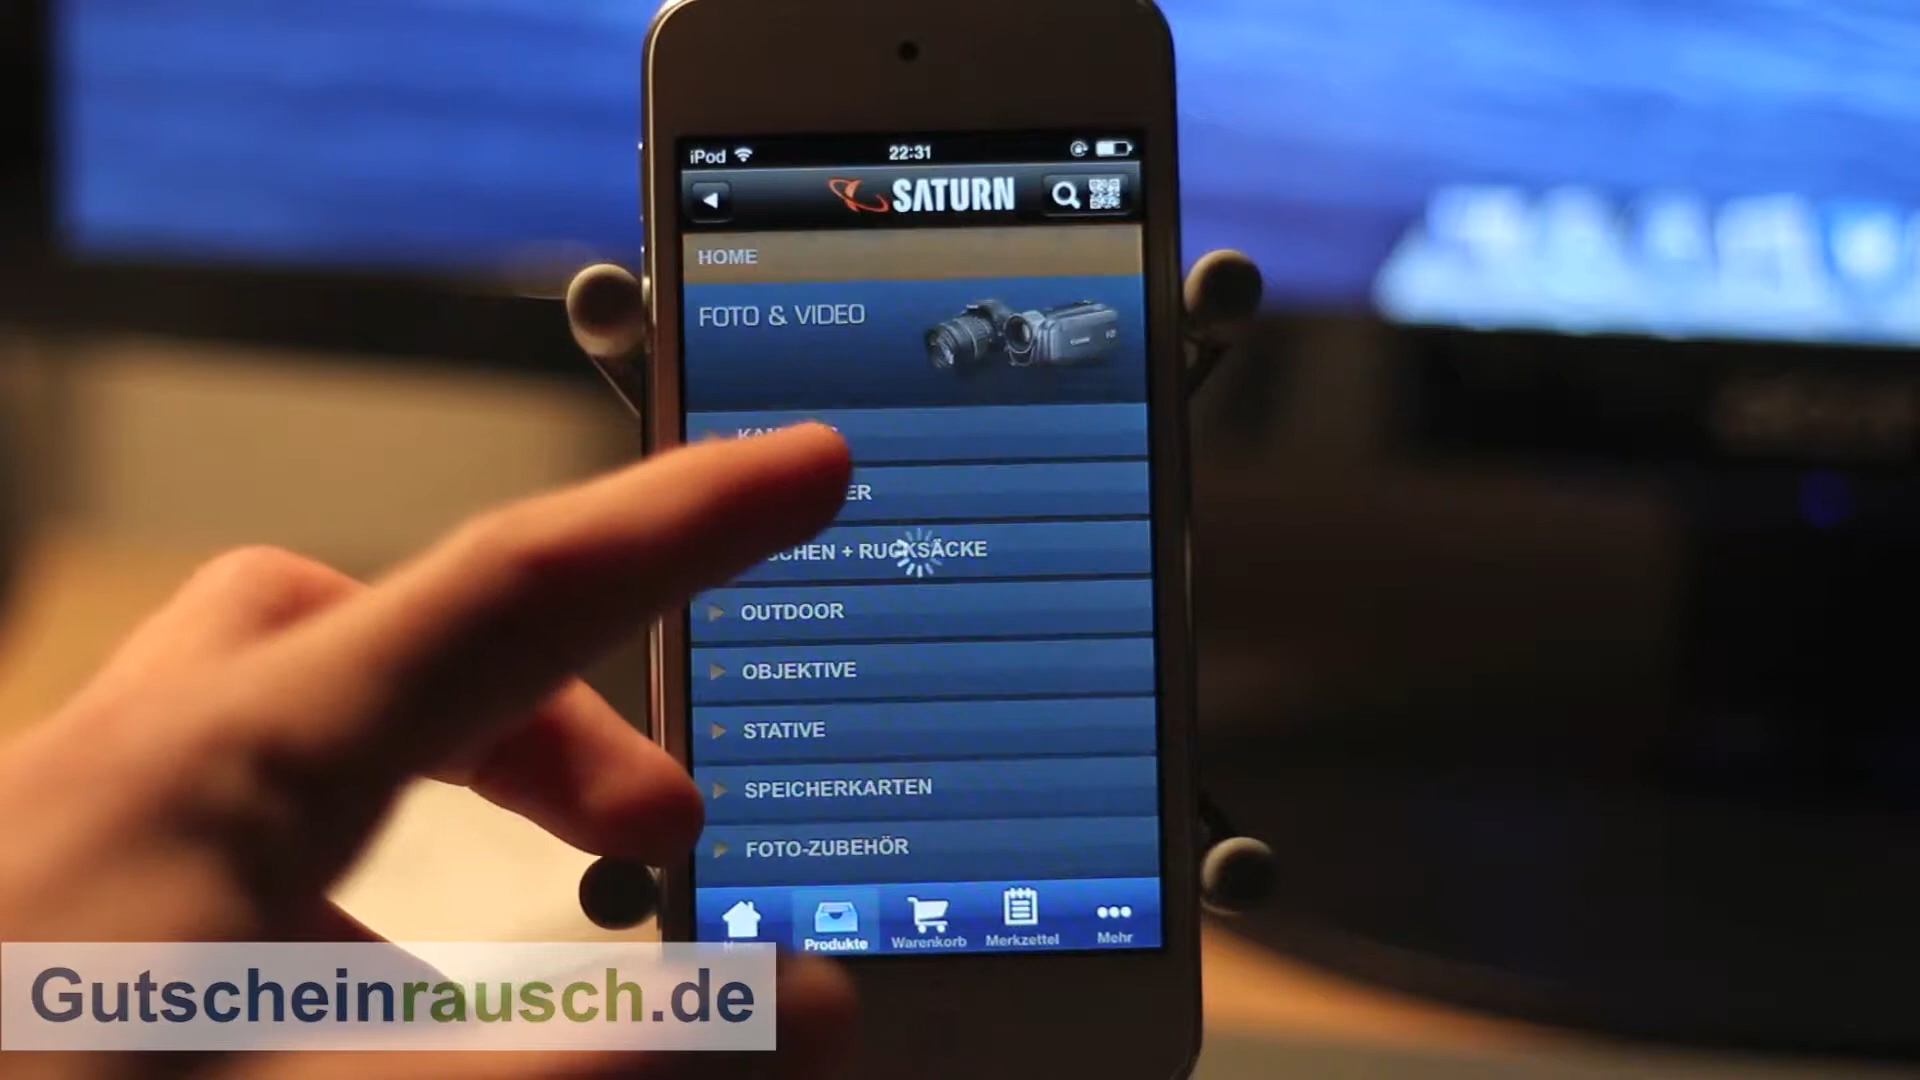 iPod 22:31
SATURN
HOME
FOTO & VIDEO
+ RUCKSÄCKE
OUTDOOR
OBJEKTIVE
STATIVE
SPEICHERKARTEN
FOTO-ZUBEHÖR
Produkte Warenkorb Merkzettel Mehr
Gutscheinrausch.de